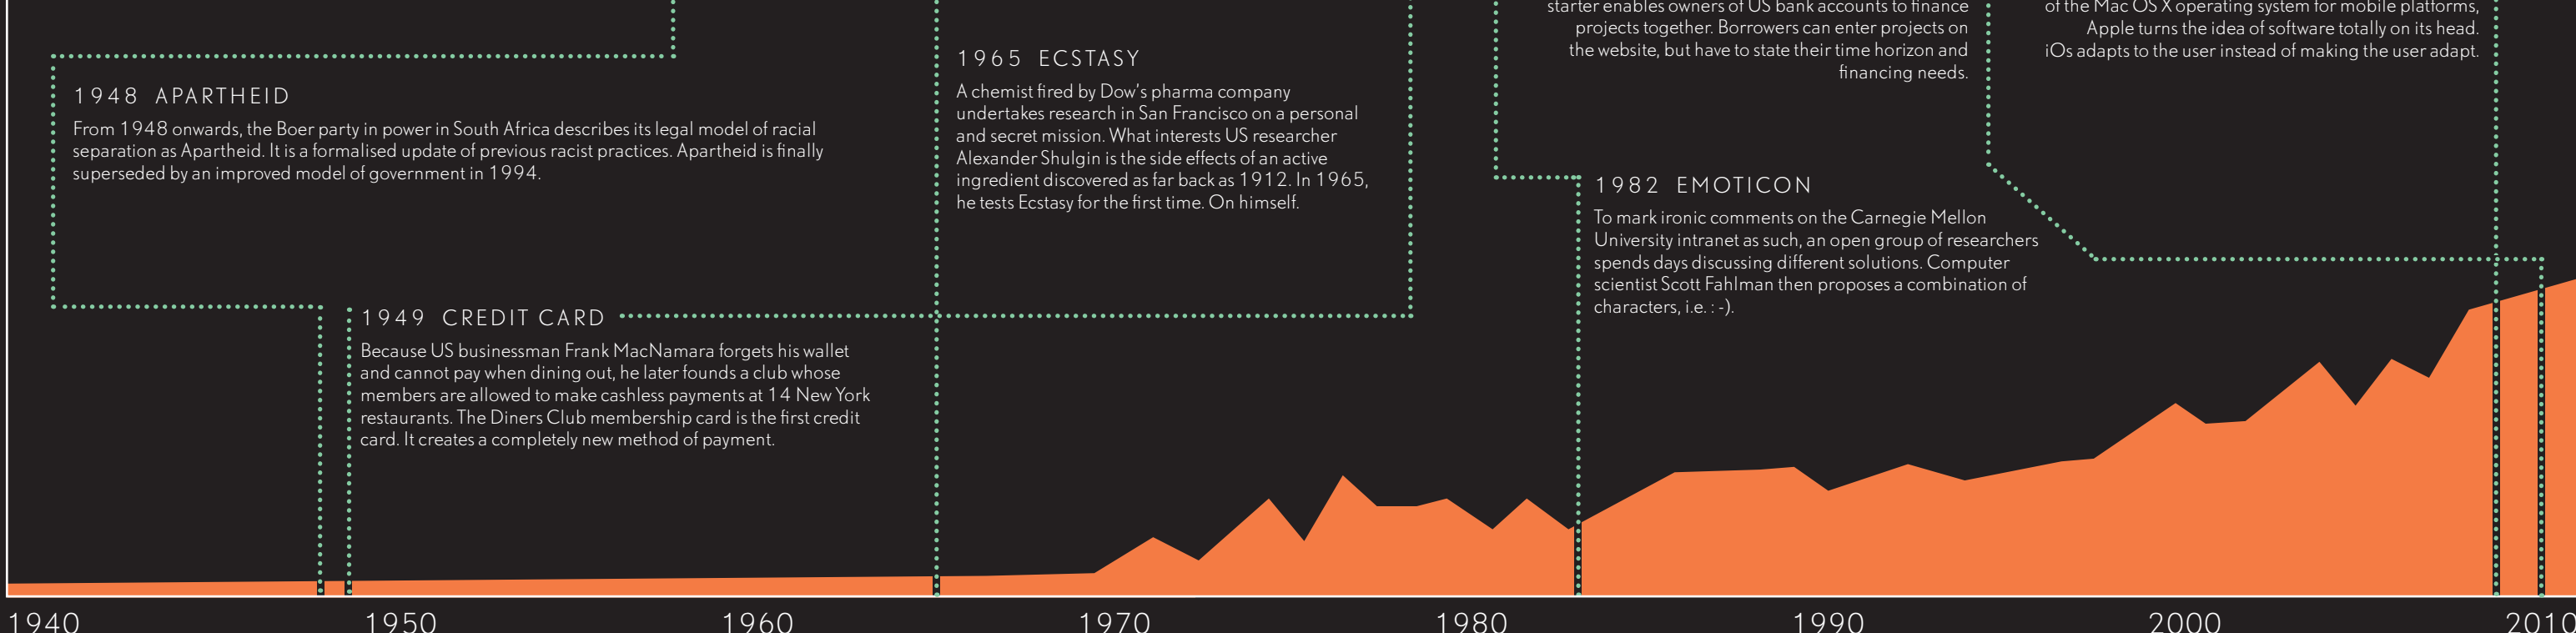 1948 APARTHEID
From 1948 onwards, the Boer party in power in South Africa describes its legal model of racial
separation as Apartheid. It is a formalised update of previous racist practices. Apartheid is finally
superseded by an improved model of government in 1994.
1949 CREDIT CARD
Because US businessman Frank MacNamara forgets his wallet
and cannot pay when dining out, he later founds a club whose
members are allowed to make cashless payments at 14 New York
restaurants. The Diners Club membership card is the first credit
card. It creates a completely new method of payment.
1965 ECSTASY
A chemist fired by Dow's pharma company
undertakes research in San Francisco on a personal
and secret mission. What interests US researcher
Alexander Shulgin is the side effects of an active
ingredient discovered as far back as 1912. In 1965,
he tests Ecstasy for the first time. On himself.
starter enables owners of US bank accounts to finance
projects together. Borrowers can enter projects on
the website, but have to state their time horizon and
financing needs.
1982 EMOTICON
To mark ironic comments on the Carnegie Mellon
University intranet as such, an open group of researchers
spends days discussing different solutions. Computer
scientist Scott Fahlman then proposes a combination of
characters, i.e. : -).
of the Mac OS X operating system for mobile platforms,
Apple turns the idea of software totally on its head.
iOs adapts to the user instead of making the user adapt.
1940 1950 1960 1970 1980 1990 2000 2010